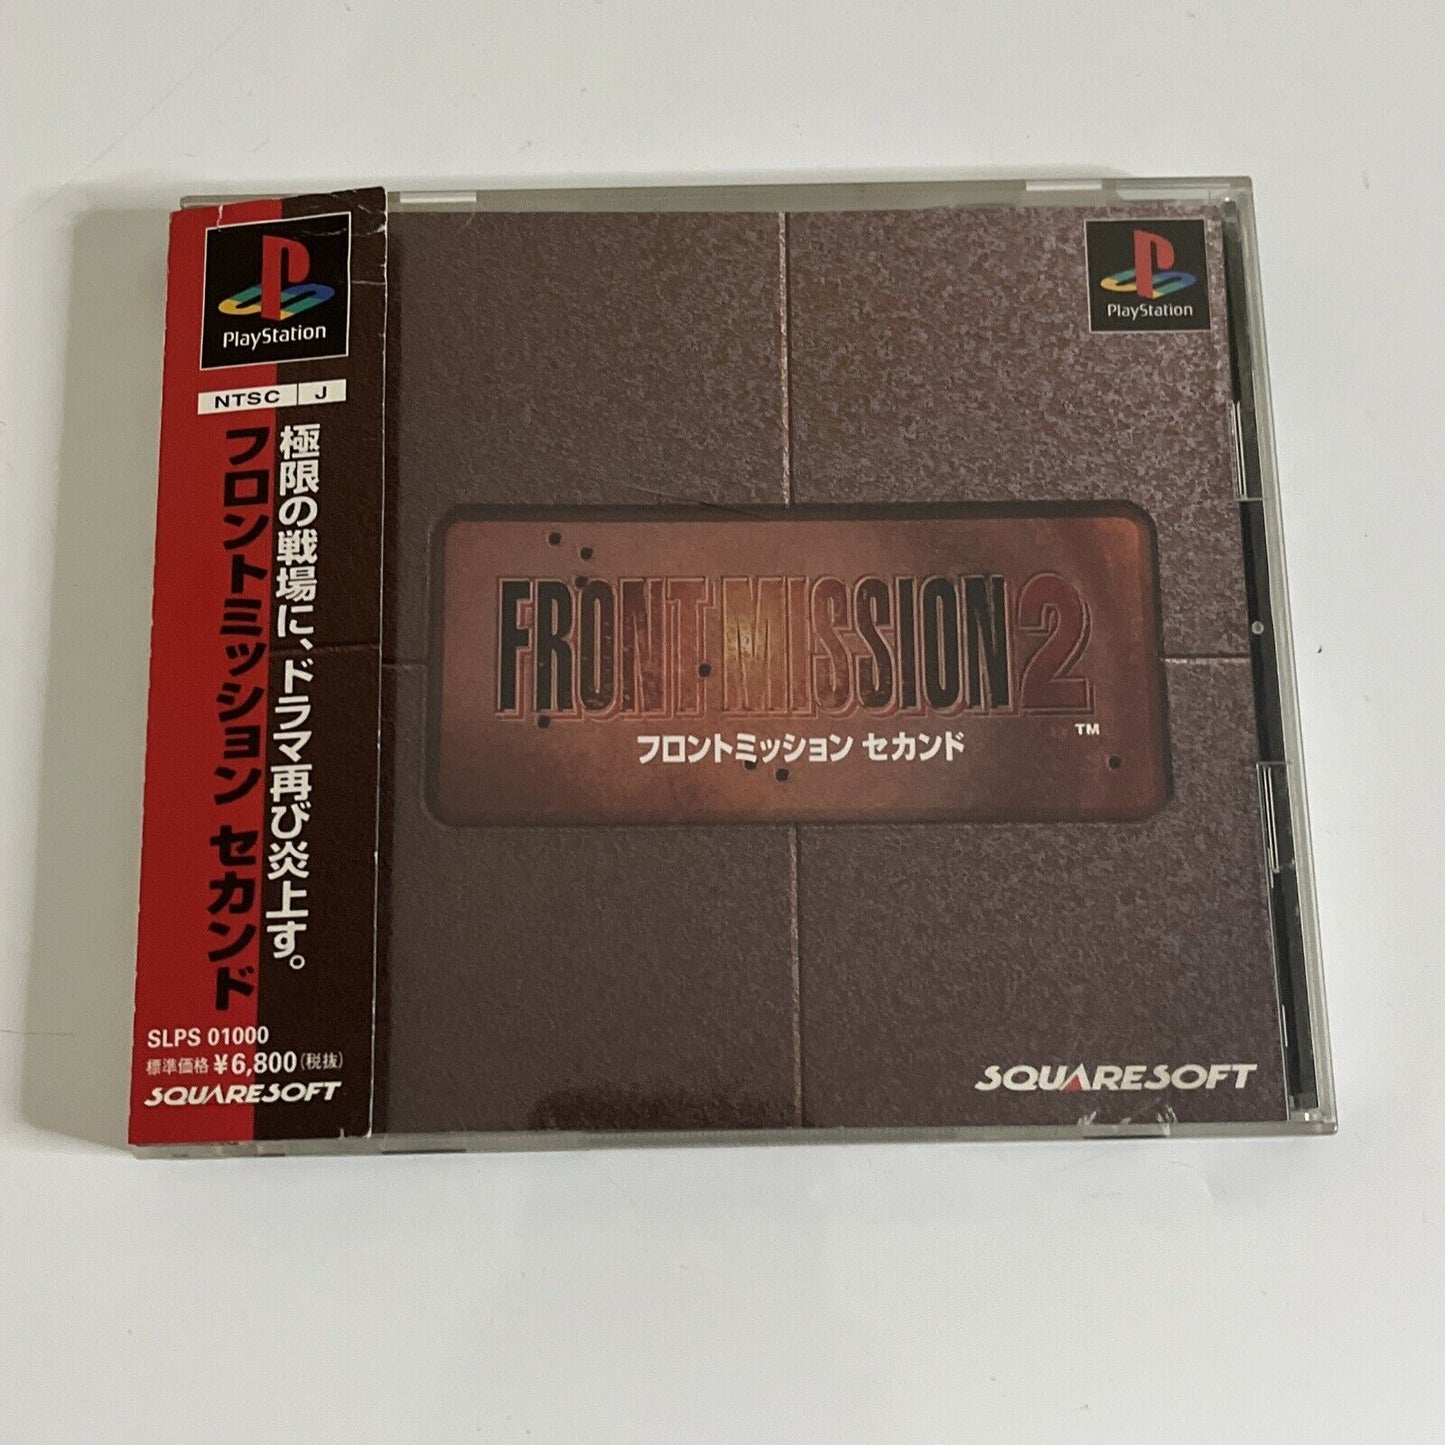 PlayStation
NTSC J
極限の戦場に、ドラマ再び炎上す。
フロントミッション セカンド
SLPS 01000
標準価格 ¥6,800(税抜)
SQUARESOFT
PlayStation
FRONT MISSION 2
TM
フロントミッション セカンド
SQUARESOFT